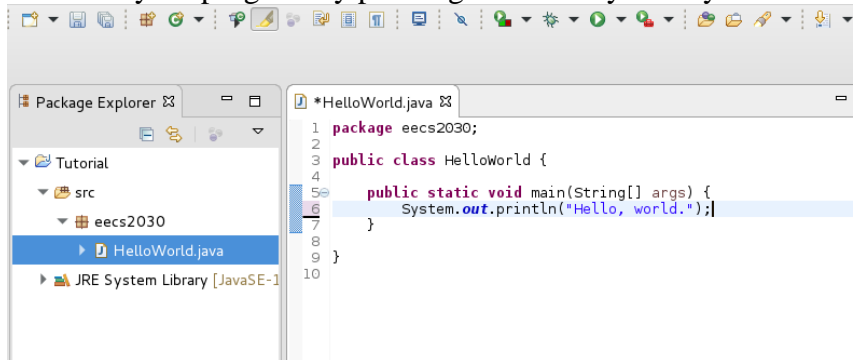 Package Explorer
*HelloWorld.java
Tutorial
src
eecs2030
HelloWorld.java
JRE System Library [JavaSE-1
1 package eecs2030;
2
3 public class HelloWorld {
4
5 public static void main(String[] args) {
6 System.out.println("Hello, world.");
7 }
8
9 }
10